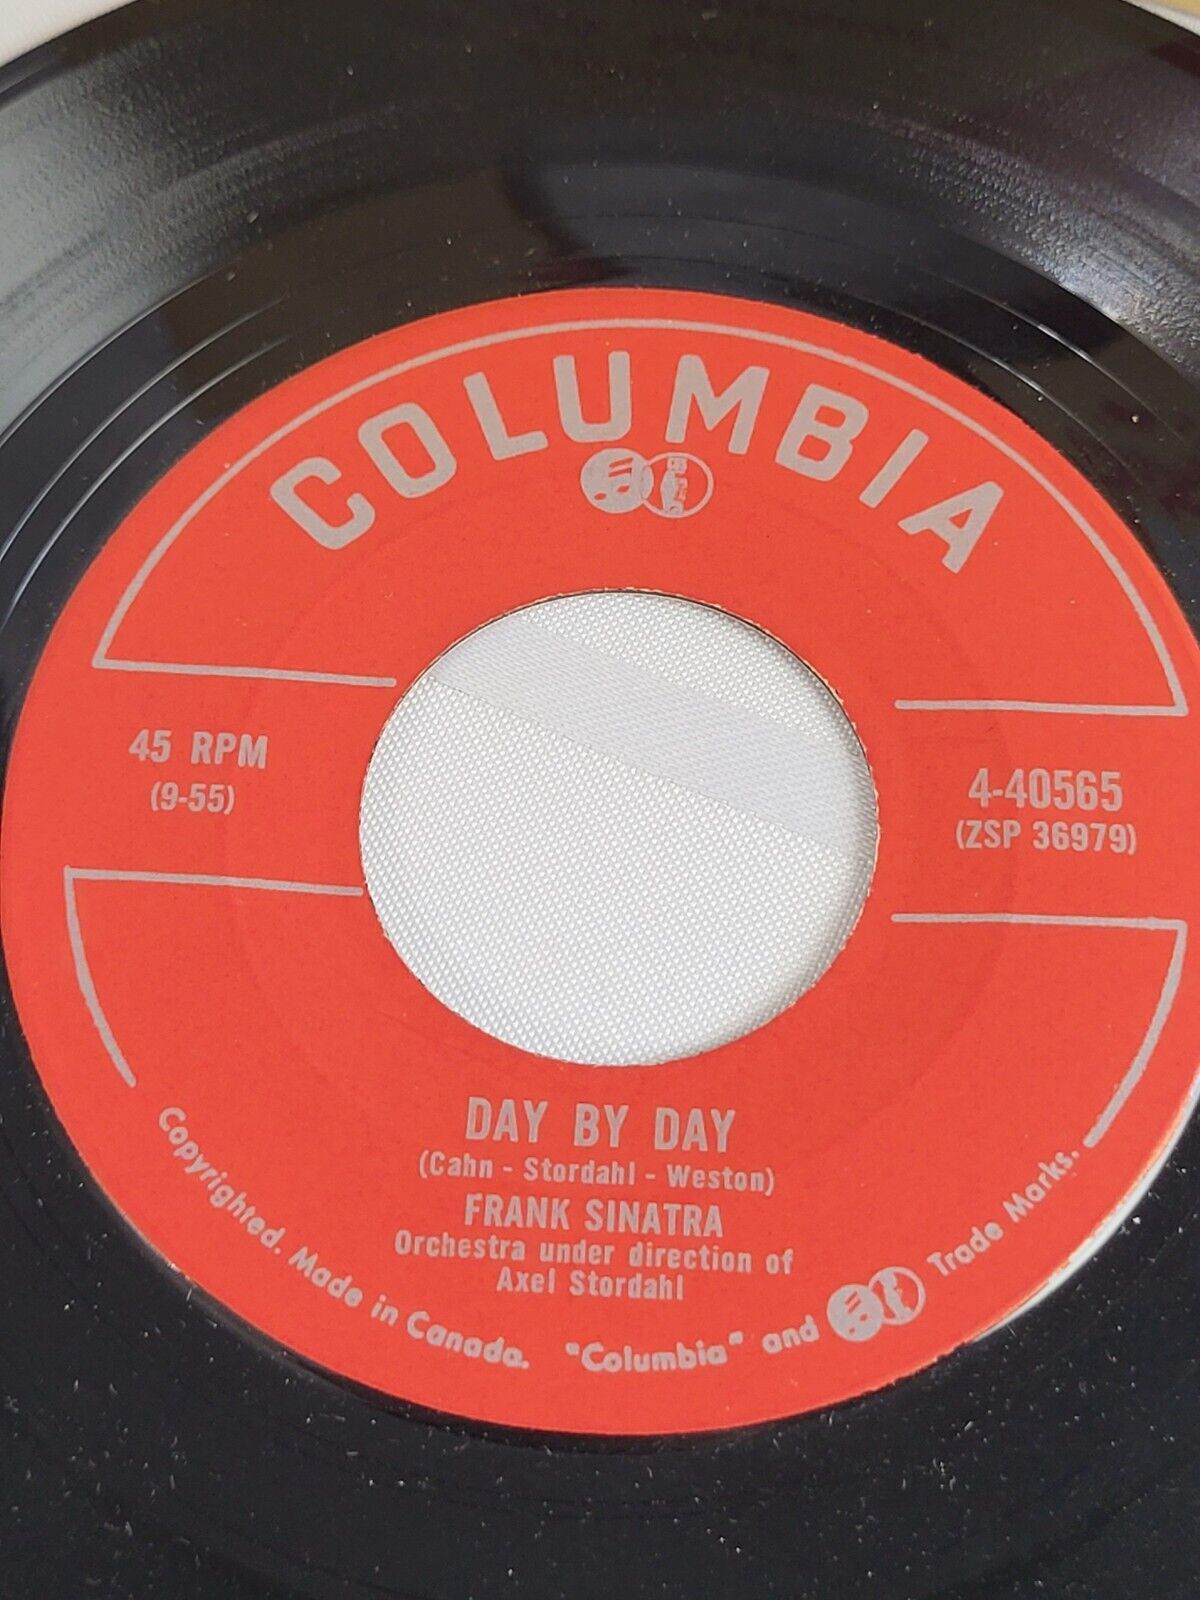 COLUMBIA
45 RPM
(9-55)
4-40565
(ZSP 36979)
DAY BY DAY
(Cahn - Stordahl - Weston)
FRANK SINATRA
Orchestra under direction of
Axel Stordahl
Copyrighted. Made in Canada. "Columbia" and Trade Marks.